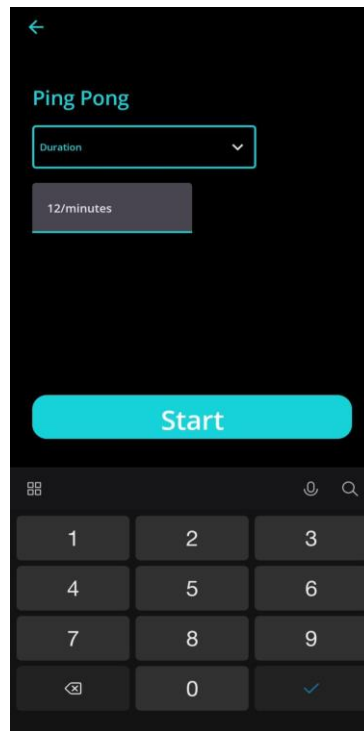 Ping Pong
Duration
12/minutes
Start
1 2 3
4 5 6
7 8 9
0